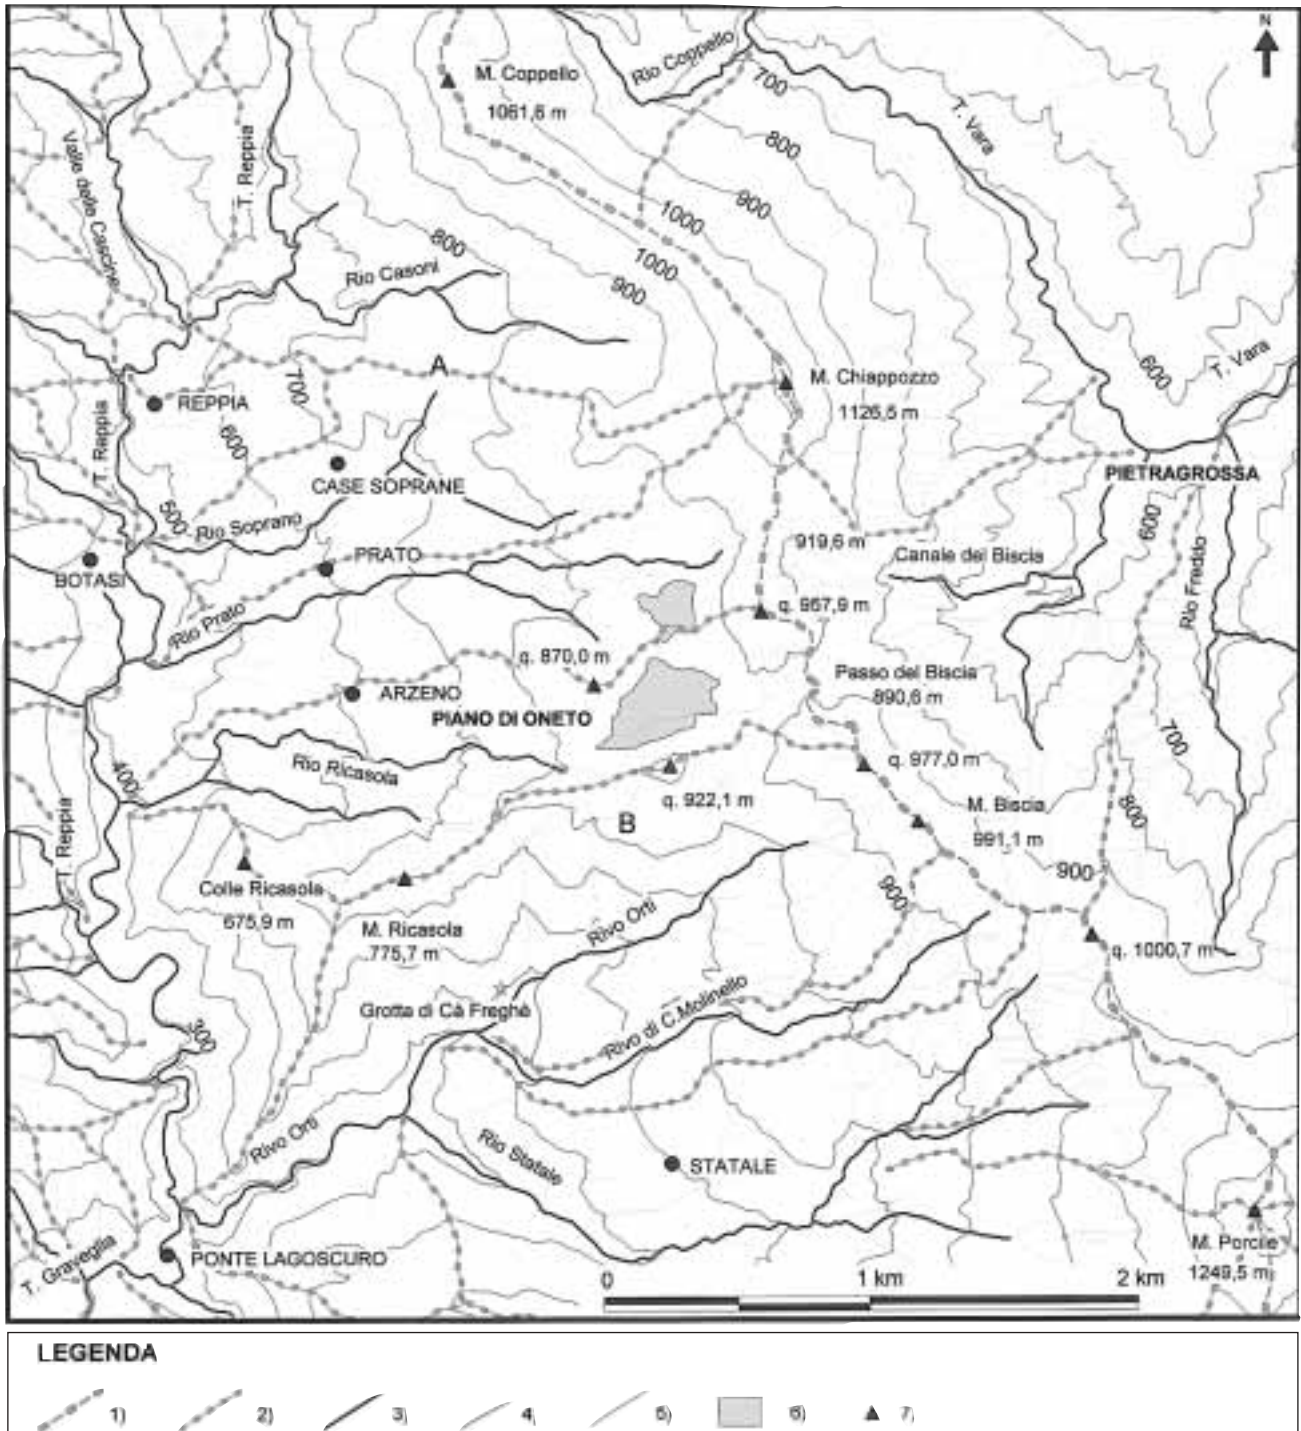 N
Rio Coppello
M. Coppello
1061,6 m
700
T. Vara
800
Valle delle Cascine
T. Reppia
900
1000
800
1000
Rio Casoni
900
600
T. Vara
A
M. Chiappozzo
1126,5 m
700
REPPIA
600
T. Reppia
CASE SOPRANE
PIETRAGROSSA
500
Rio Soprano
600
919,6 m
PRATO
Canale del Biscia
BOTASI
Rio Freddo
Rio Prato
q. 967,9 m
q. 870,0 m
Passo del Biscia
890,6 m
ARZENO
PIANO DI ONETO
700
400
Rio Ricasola
q. 977,0 m
q. 922,1 m
M. Biscia
991,1 m
800
B
T. Reppia
900
900
Colle Ricasola
675,9 m
M. Ricasola
775,7 m
Rivo Orti
q. 1000,7 m
Grotta di Cà Freghè
Rivo di C.Molinello
300
Rivo Orti
Rio Statale
STATALE
M. Porcile
1249,5 m
T. Graveglia
PONTE LAGOSCURO
0 1 km 2 km
LEGENDA
1) 2) 3) 4) 5) 6) 7)